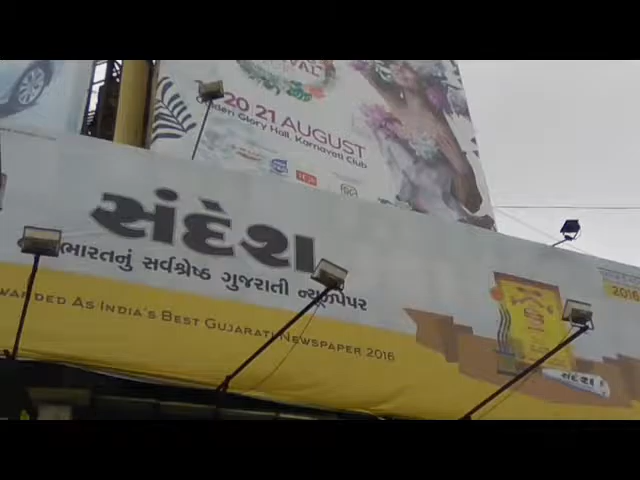 20 21 AUGUST
Golden Glory Hall, Karnavati Club
સંદેશ
ભારતનું સર્વશ્રેષ્ઠ ગુજરાતી ન્યૂઝપેપર
AWARDED AS INDIA'S BEST GUJARATI NEWSPAPER 2016
2016
સંદેશ